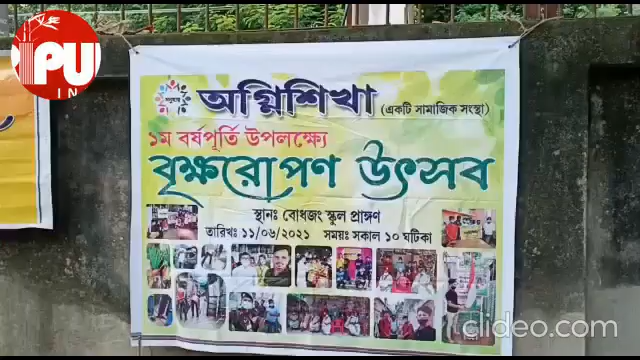 IPU
IN
অগ্নিশিখা (একটি সামাজিক সংস্থা)
১ম বর্ষপূর্তি উপলক্ষ্যে
বৃক্ষরোপণ উৎসব
স্থানঃ বোধজং স্কুল প্রাঙ্গণ
তারিখঃ ১১/০৬/২০২১ সময়ঃ সকাল ১০ ঘটিকা
clideo.com